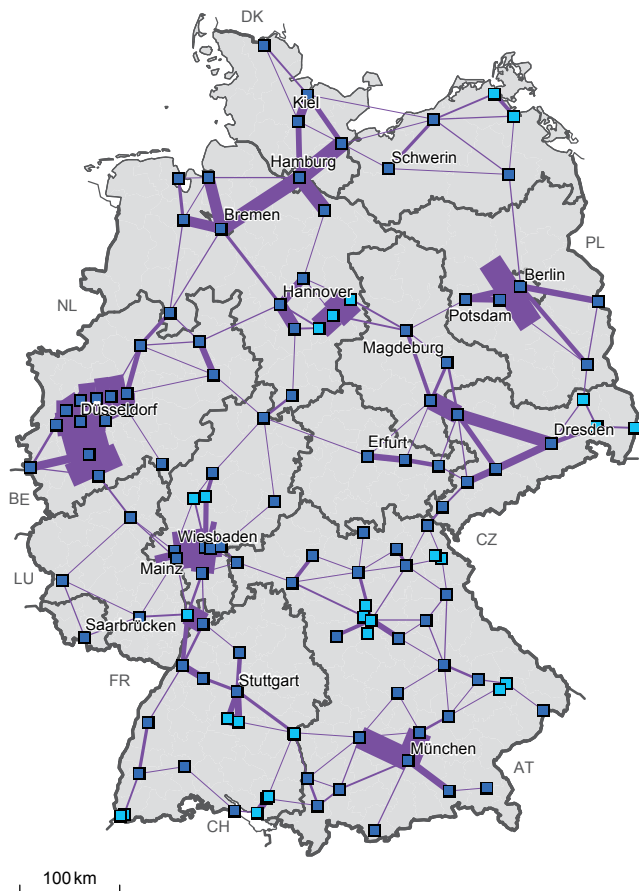 DK
Kiel
Hamburg
Schwerin
Bremen
PL
Berlin
NL
Hannover
Potsdam
Magdeburg
Düsseldorf
Dresden
Erfurt
BE
Wiesbaden
CZ
Mainz
LU
Saarbrücken
FR
Stuttgart
München
AT
CH
100 km